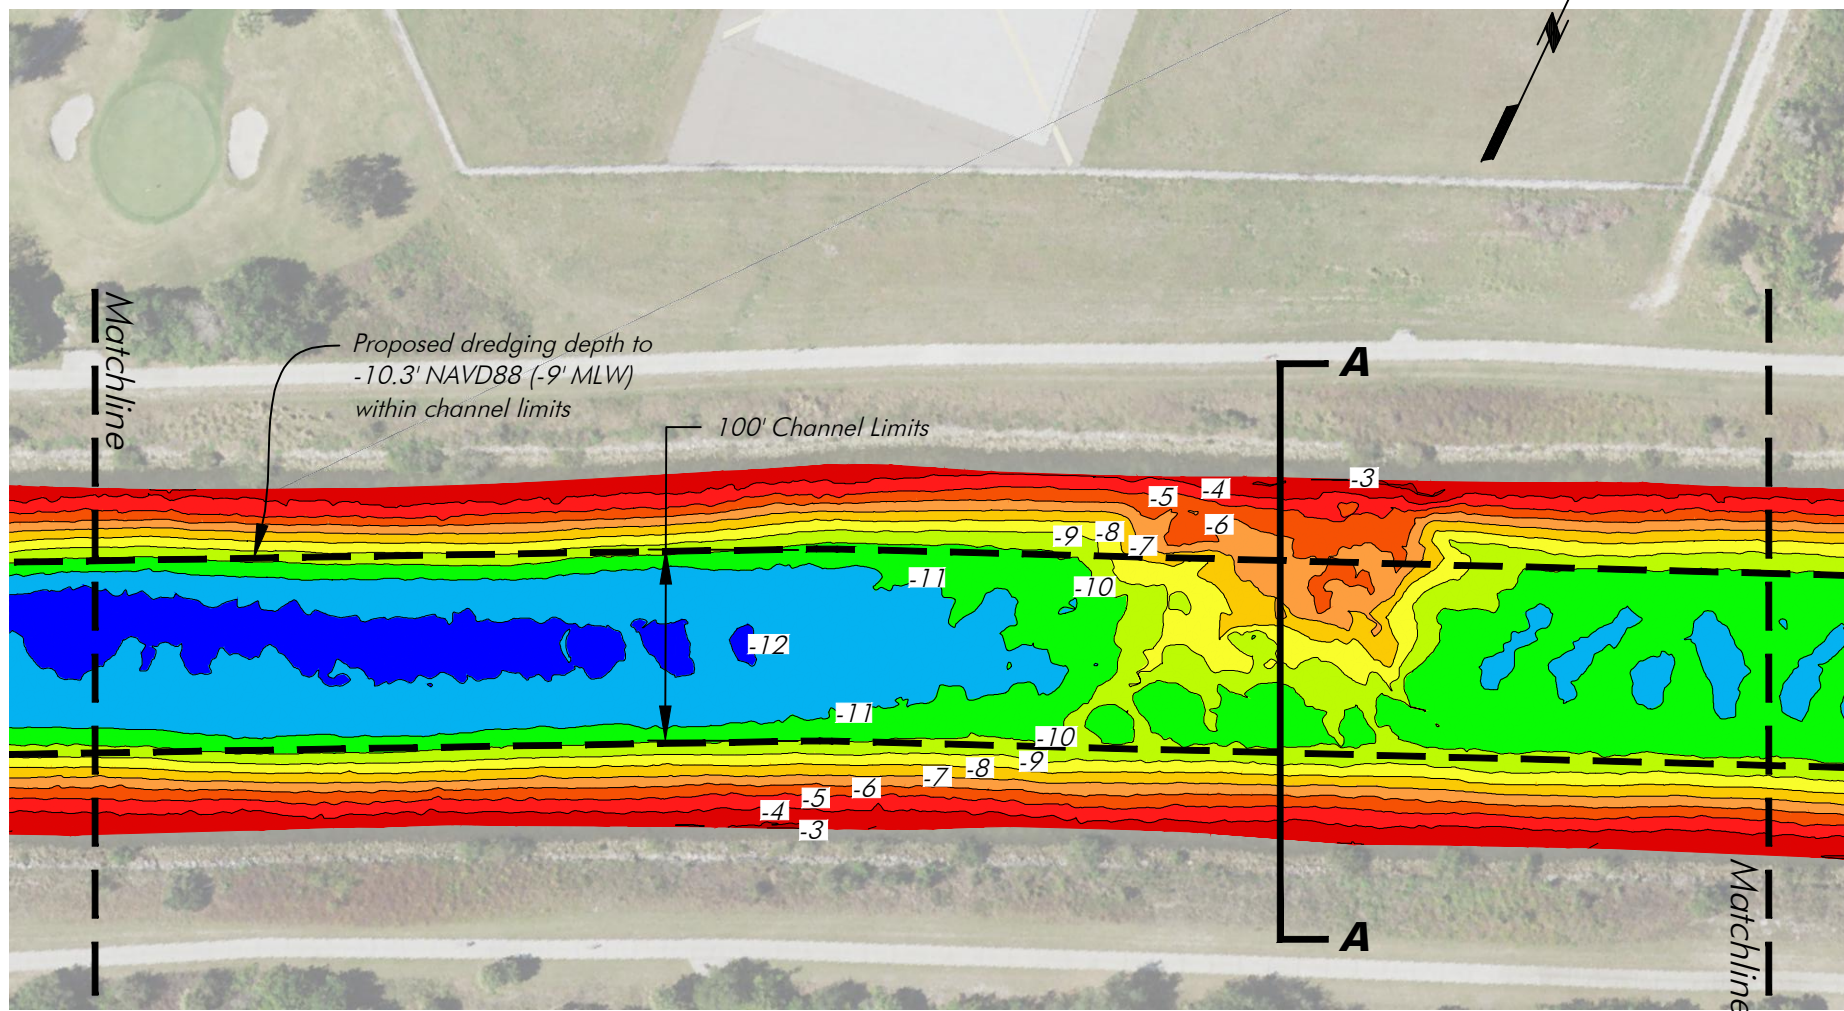 Matchline
Proposed dredging depth to
-10.3' NAVD88 (-9' MLW)
within channel limits
100' Channel Limits
A
-3
-4
-5
-6
-9
-8
-7
-11
-10
-12
-11
-10
-9
-8
-7
-6
-5
-4
-3
A
Matchline